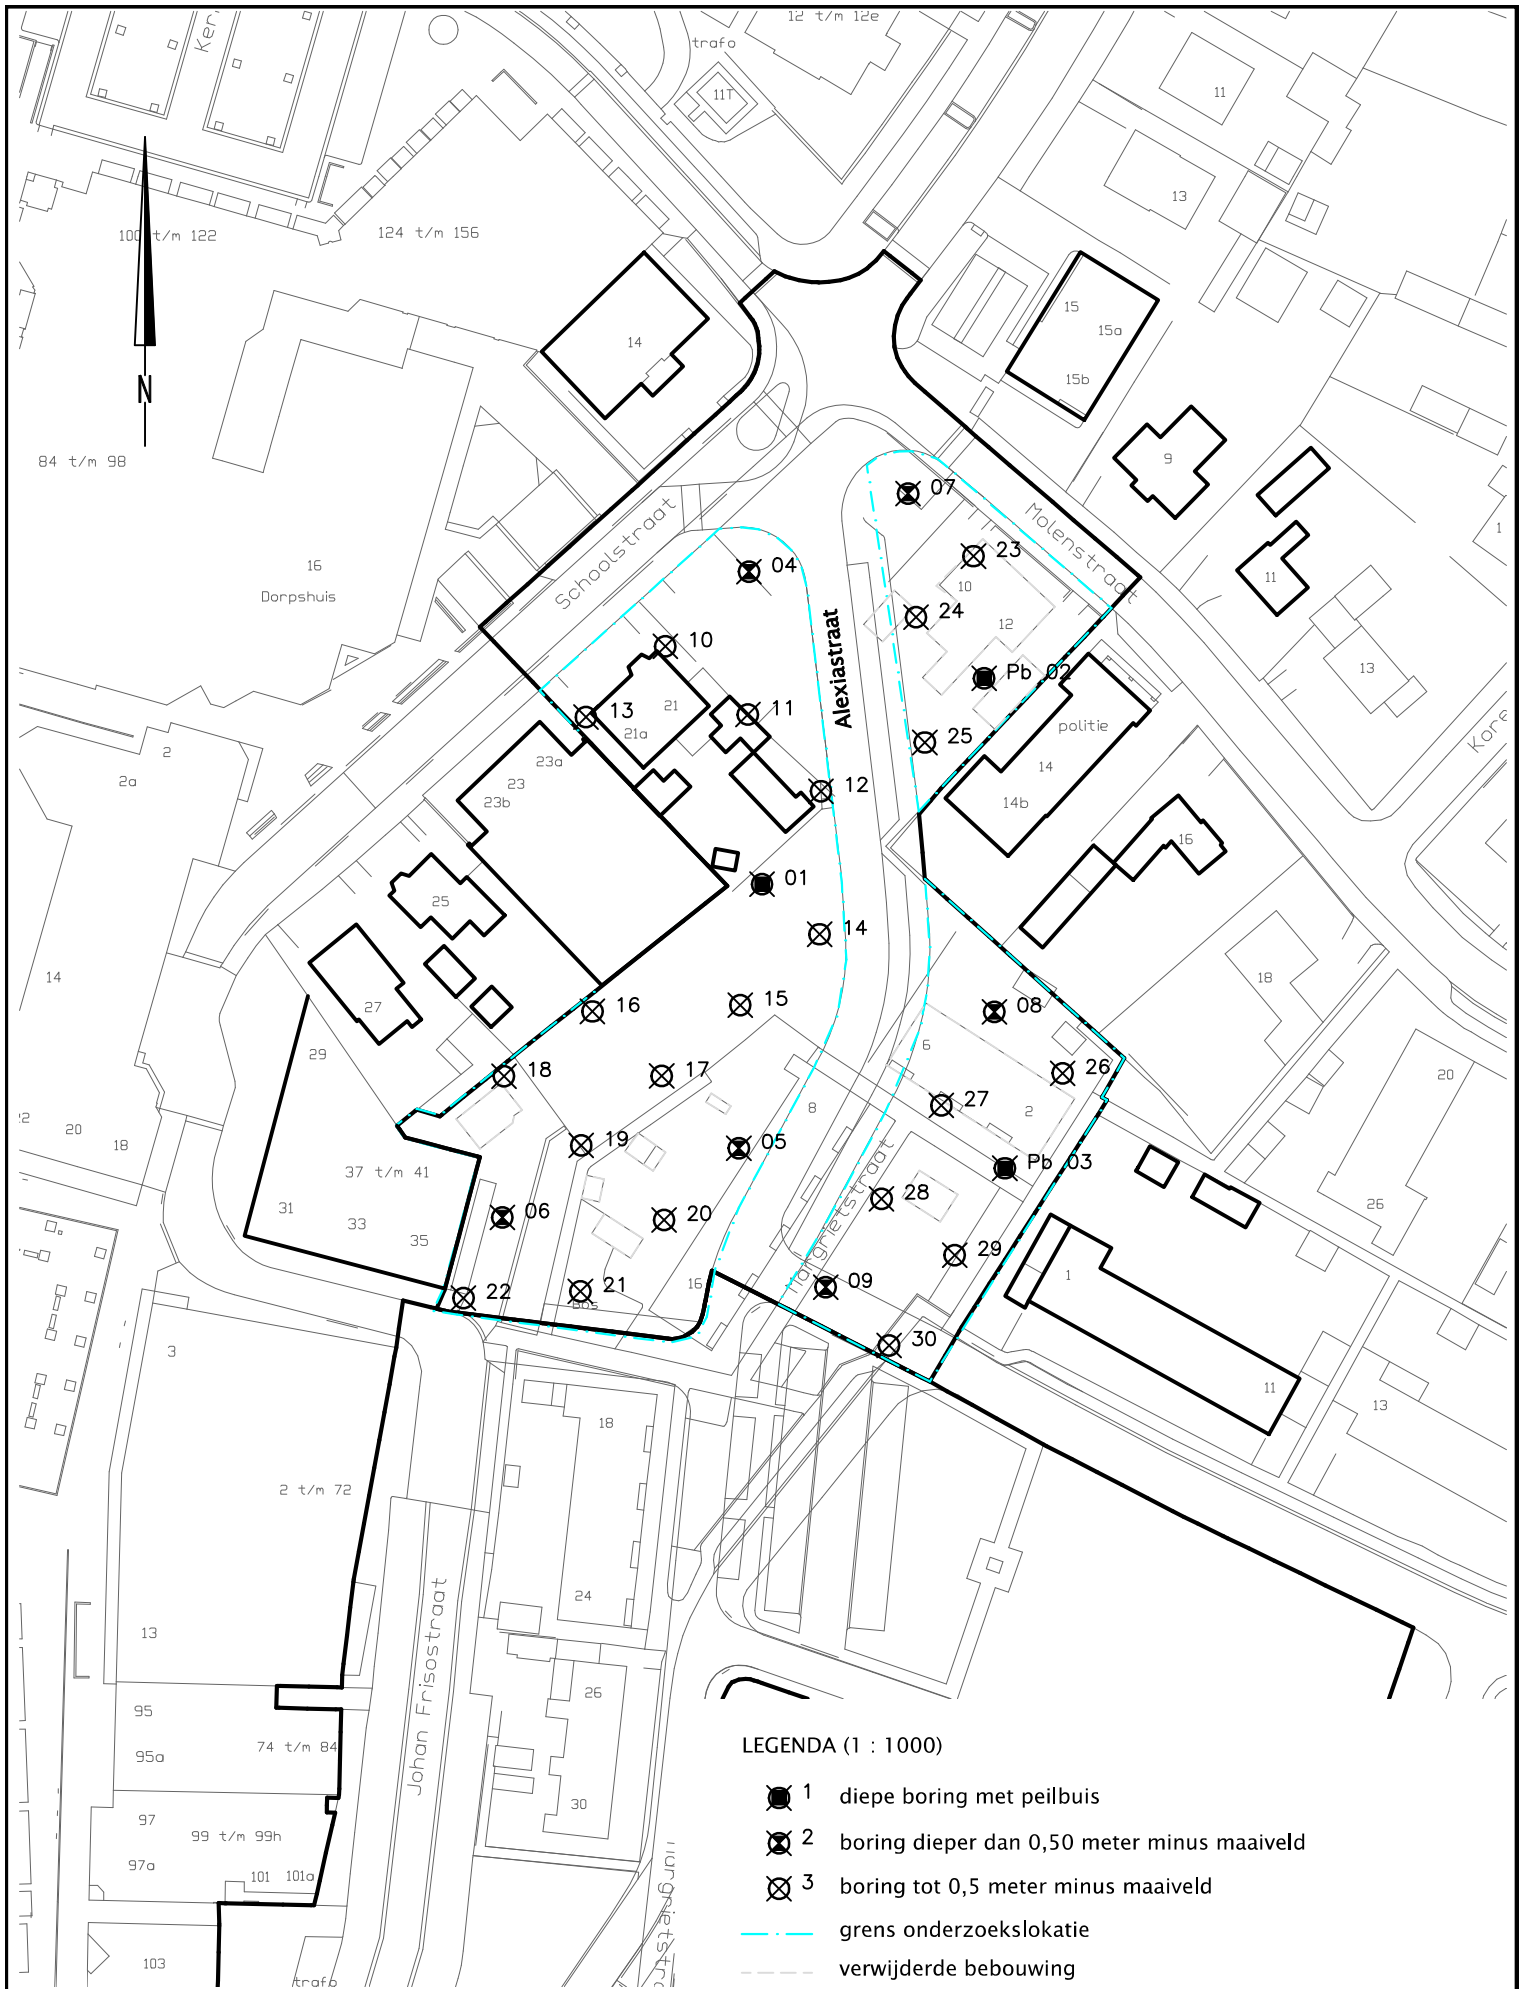 12 t/m 12e
trafo
11T
11
13
100 t/m 122
124 t/m 156
N
14
15
15a
15b
9
11
84 t/m 98
16
Dorpshuis
Schoolstraat
Molenstraat
Alexiastraat
07
04
23
10
24
12
Pb 02
10
11
21
21a
13
25
politie
14
14b
16
13
12
2
2a
23a
23
23b
01
14
25
27
14
15
16
08
18
6
26
27
2
29
18
17
8
05
19
Pb 03
20
22
20
18
37 t/m 41
31
33
35
06
20
28
29
26
21
22
Bos
16
09
30
Margrietstraat
1
11
13
3
18
2 t/m 72
24
13
Johan Frisostraat
26
95
95a
74 t/m 84
30
97
97a
99 t/m 99h
101
101a
103
trafo
LEGENDA (1 : 1000)
1 diepe boring met peilbuis
2 boring dieper dan 0,50 meter minus maaiveld
3 boring tot 0,5 meter minus maaiveld
grens onderzoekslokatie
verwijderde bebouwing